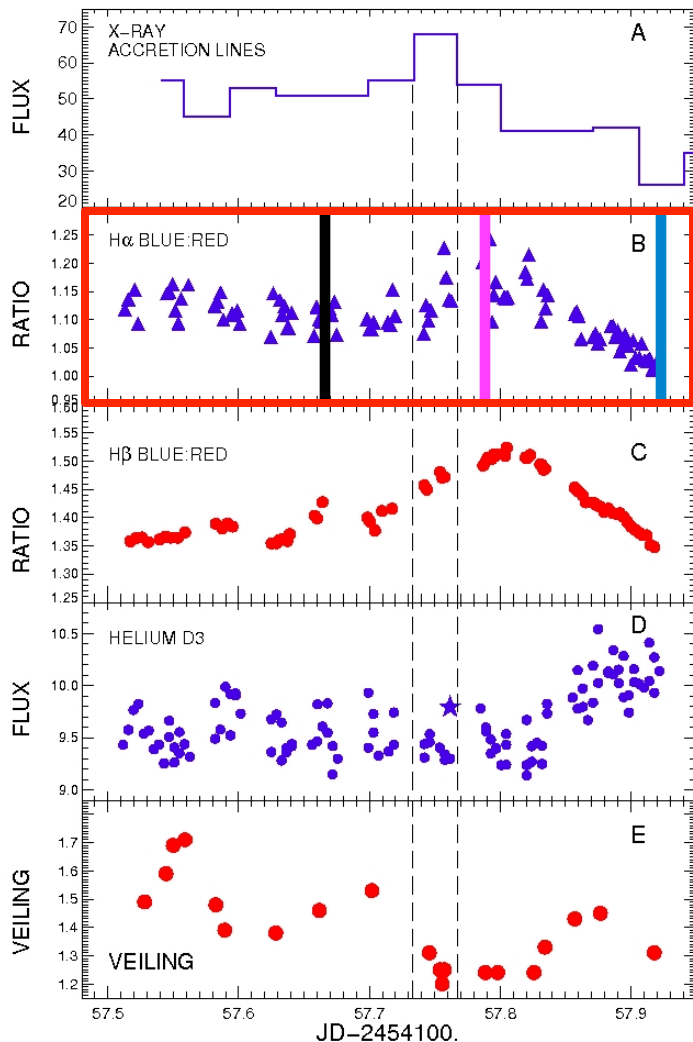 X-RAY
ACCRETION LINES
A
FLUX
70
60
50
40
30
20
Hα BLUE:RED
B
RATIO
1.25
1.20
1.15
1.10
1.05
1.00
0.95
Hβ BLUE:RED
C
RATIO
1.60
1.55
1.50
1.45
1.40
1.35
1.30
1.25
HELIUM D3
D
FLUX
10.5
10.0
9.5
9.0
E
VEILING
1.7
1.6
1.5
1.4
1.3
1.2
VEILING
57.5 57.6 57.7 57.8 57.9
JD-2454100.